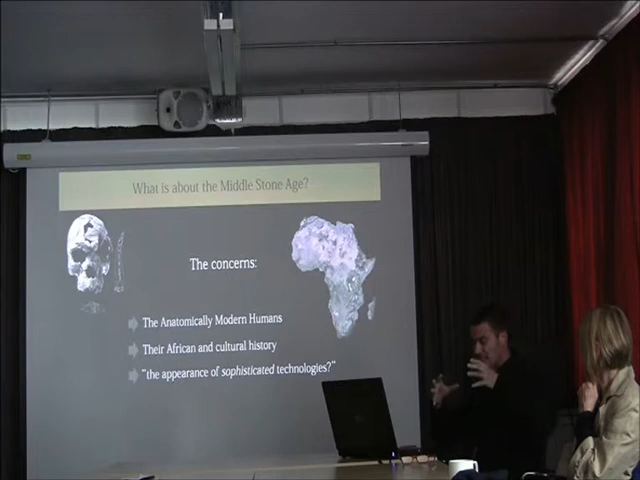 What is about the Middle Stone Age?
The concerns:
The Anatomically Modern Humans
Their African and cultural history
"the appearance of sophisticated technologies?"